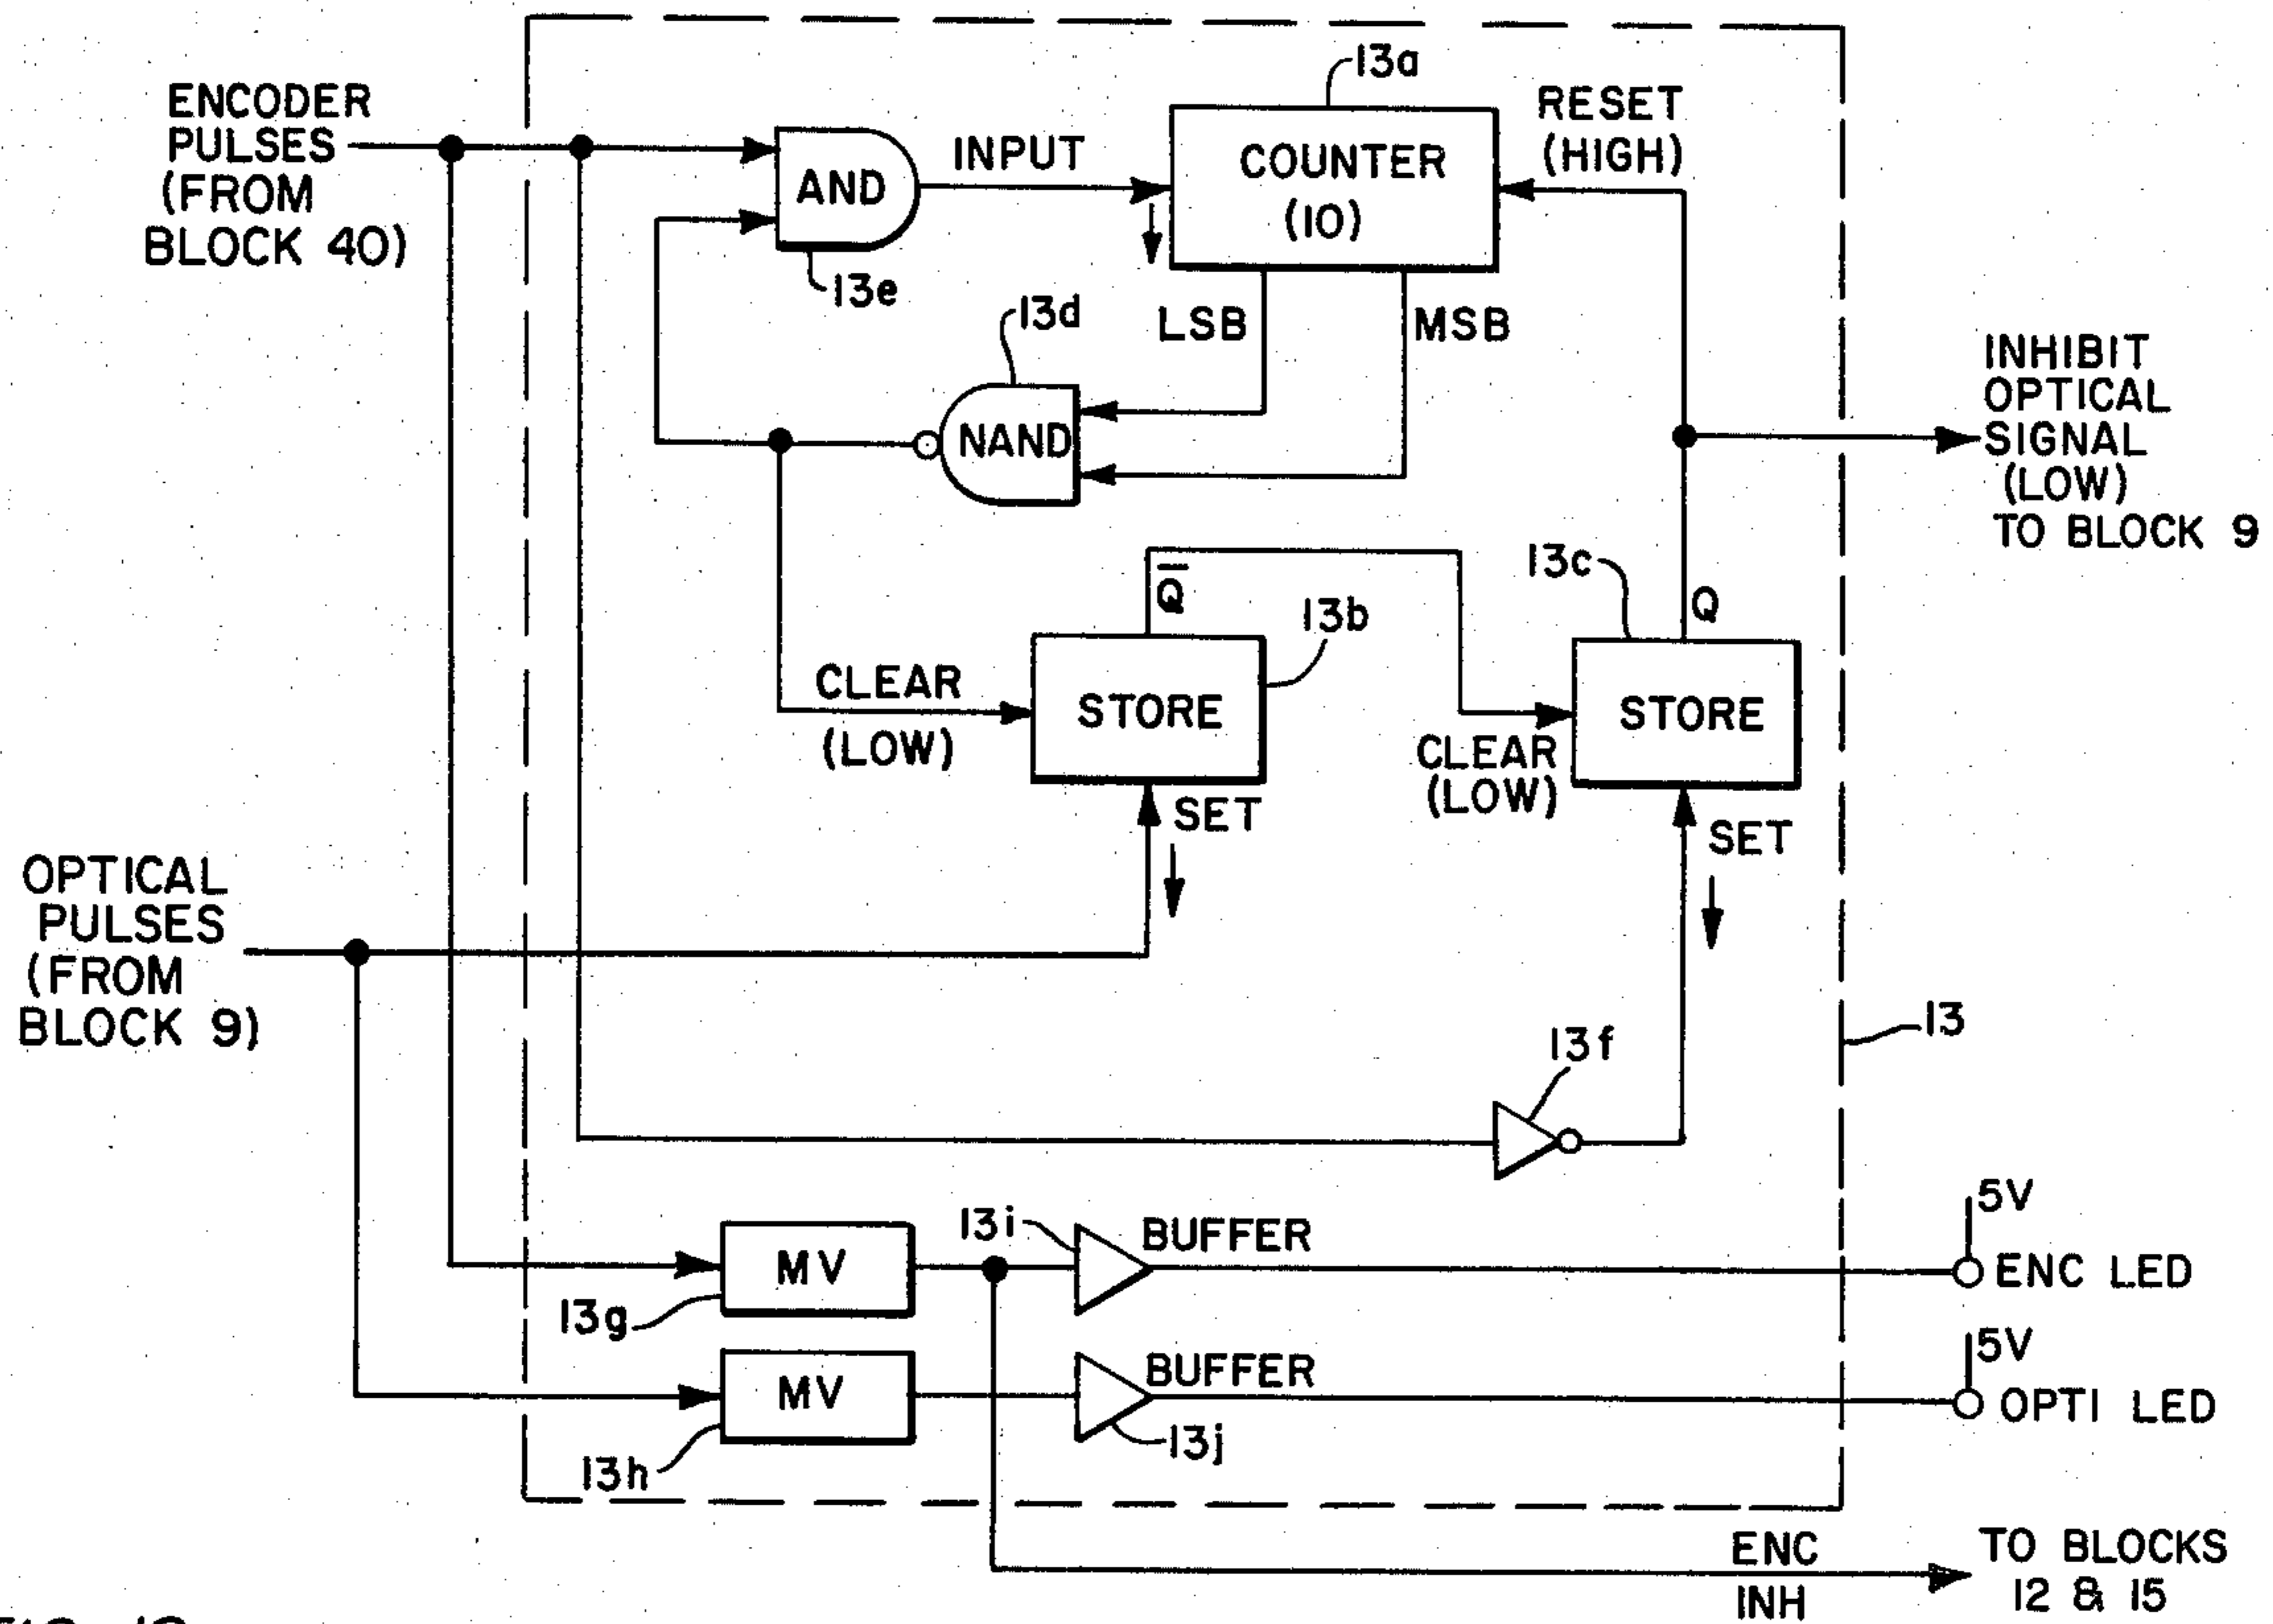 13a
ENCODER
PULSES
(FROM
BLOCK 40)
AND
INPUT
COUNTER
(10)
RESET
(HIGH)
13e
13d
LSB
MSB
NAND
INHIBIT
OPTICAL
SIGNAL
(LOW)
TO BLOCK 9
Q̅
13b
13c
Q
CLEAR
(LOW)
STORE
CLEAR
(LOW)
STORE
SET
SET
OPTICAL
PULSES
(FROM
BLOCK 9)
13f
13
MV
13g
13i
BUFFER
5V
ENC LED
MV
13h
BUFFER
13j
5V
OPTI LED
ENC
INH
TO BLOCKS
12 & 15